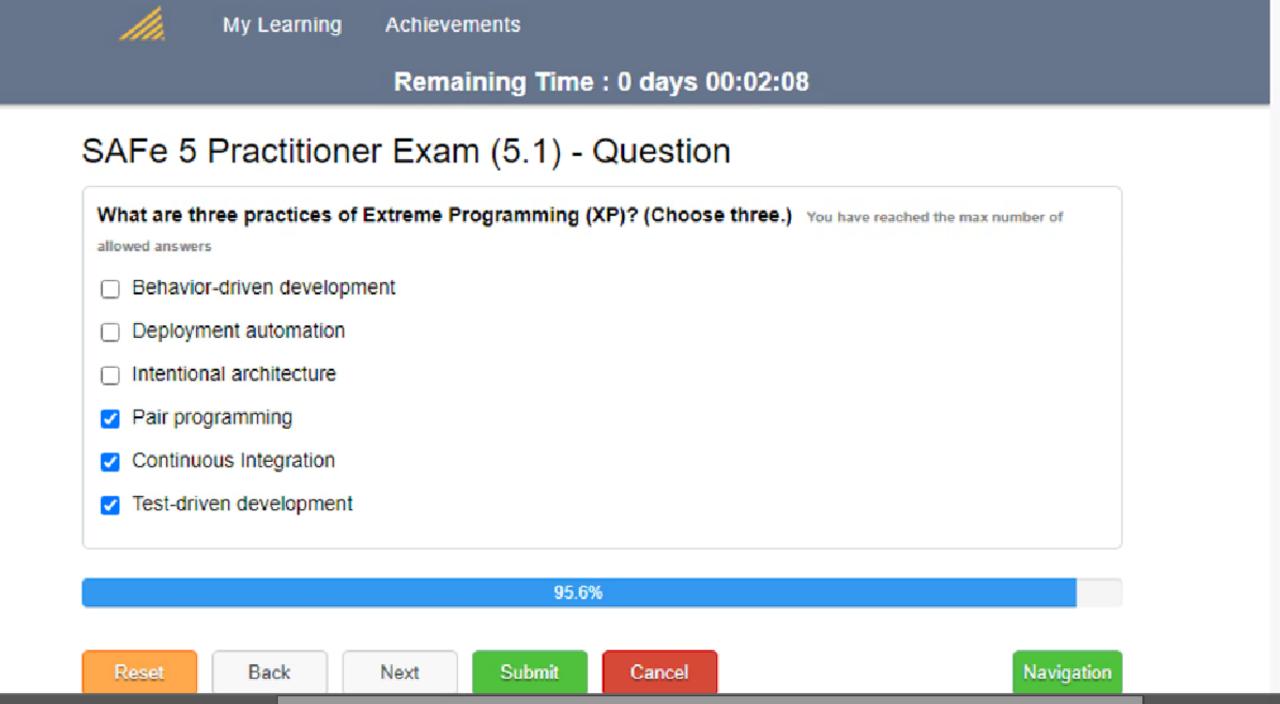 My Learning Achievements
Remaining Time : 0 days 00:02:08
SAFe 5 Practitioner Exam (5.1) - Question
What are three practices of Extreme Programming (XP)? (Choose three.) You have reached the max number of
allowed answers
Behavior-driven development
Deployment automation
Intentional architecture
Pair programming
Continuous Integration
Test-driven development
95.6%
Reset Back Next Submit Cancel Navigation